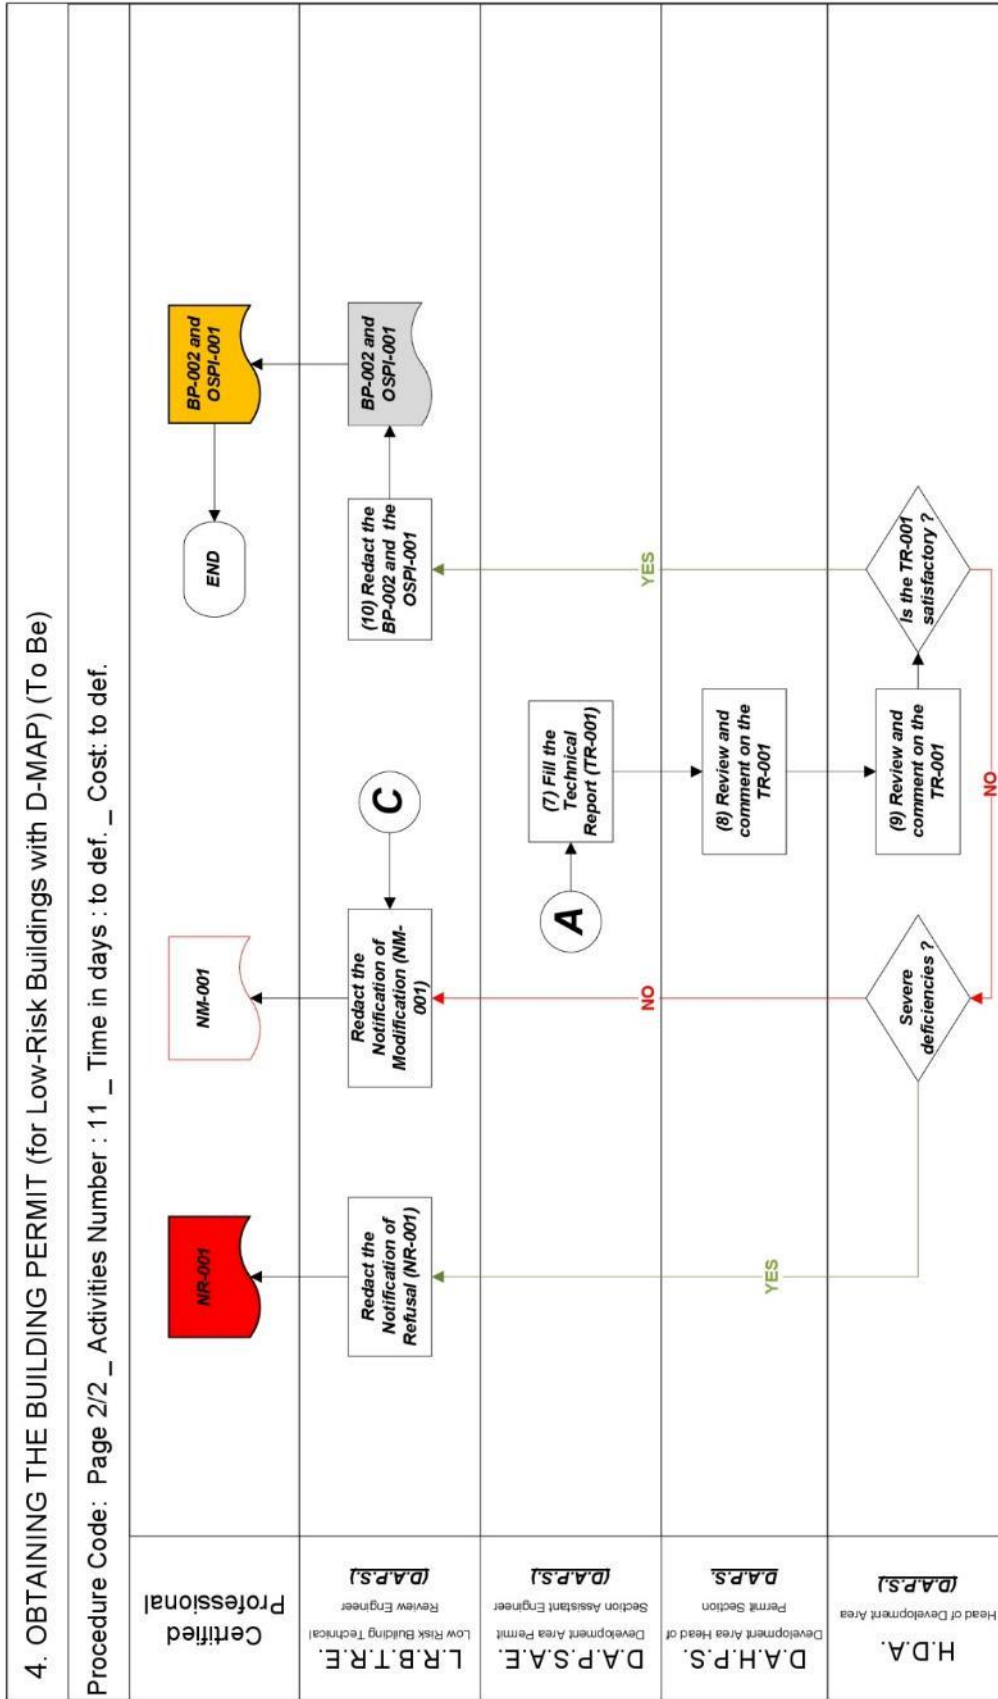 4. OBTAINING THE BUILDING PERMIT (for Low-Risk Buildings with D-MAP) (To Be)
Procedure Code: Page 2/2 _ Activities Number : 11 _ Time in days : to def. _ Cost: to def.
Certified
Professional
NR-001
NM-001
END
BP-002 and
OSPI-001
L.R.B.T.R.E.
Low Risk Building Technical
Review Engineer
(D.A.P.S.)
Redact the
Notification of
Refusal (NR-001)
Redact the
Notification of
Modification (NM-
001)
C
(10) Redact the
BP-002 and the
OSPI-001
BP-002 and
OSPI-001
D.A.P.S.A.E.
Development Area Permit
Section Assistant Engineer
(D.A.P.S.)
A
(7) Fill the
Technical
Report (TR-001)
NO
YES
D.A.H.P.S.
Development Area Head of
Permit Section
D.A.P.S.
YES
(8) Review and
comment on the
TR-001
H.D.A
Head of Development Area
(D.A.P.S.)
Severe
deficiencies ?
(9) Review and
comment on the
TR-001
Is the TR-001
satisfactory ?
NO